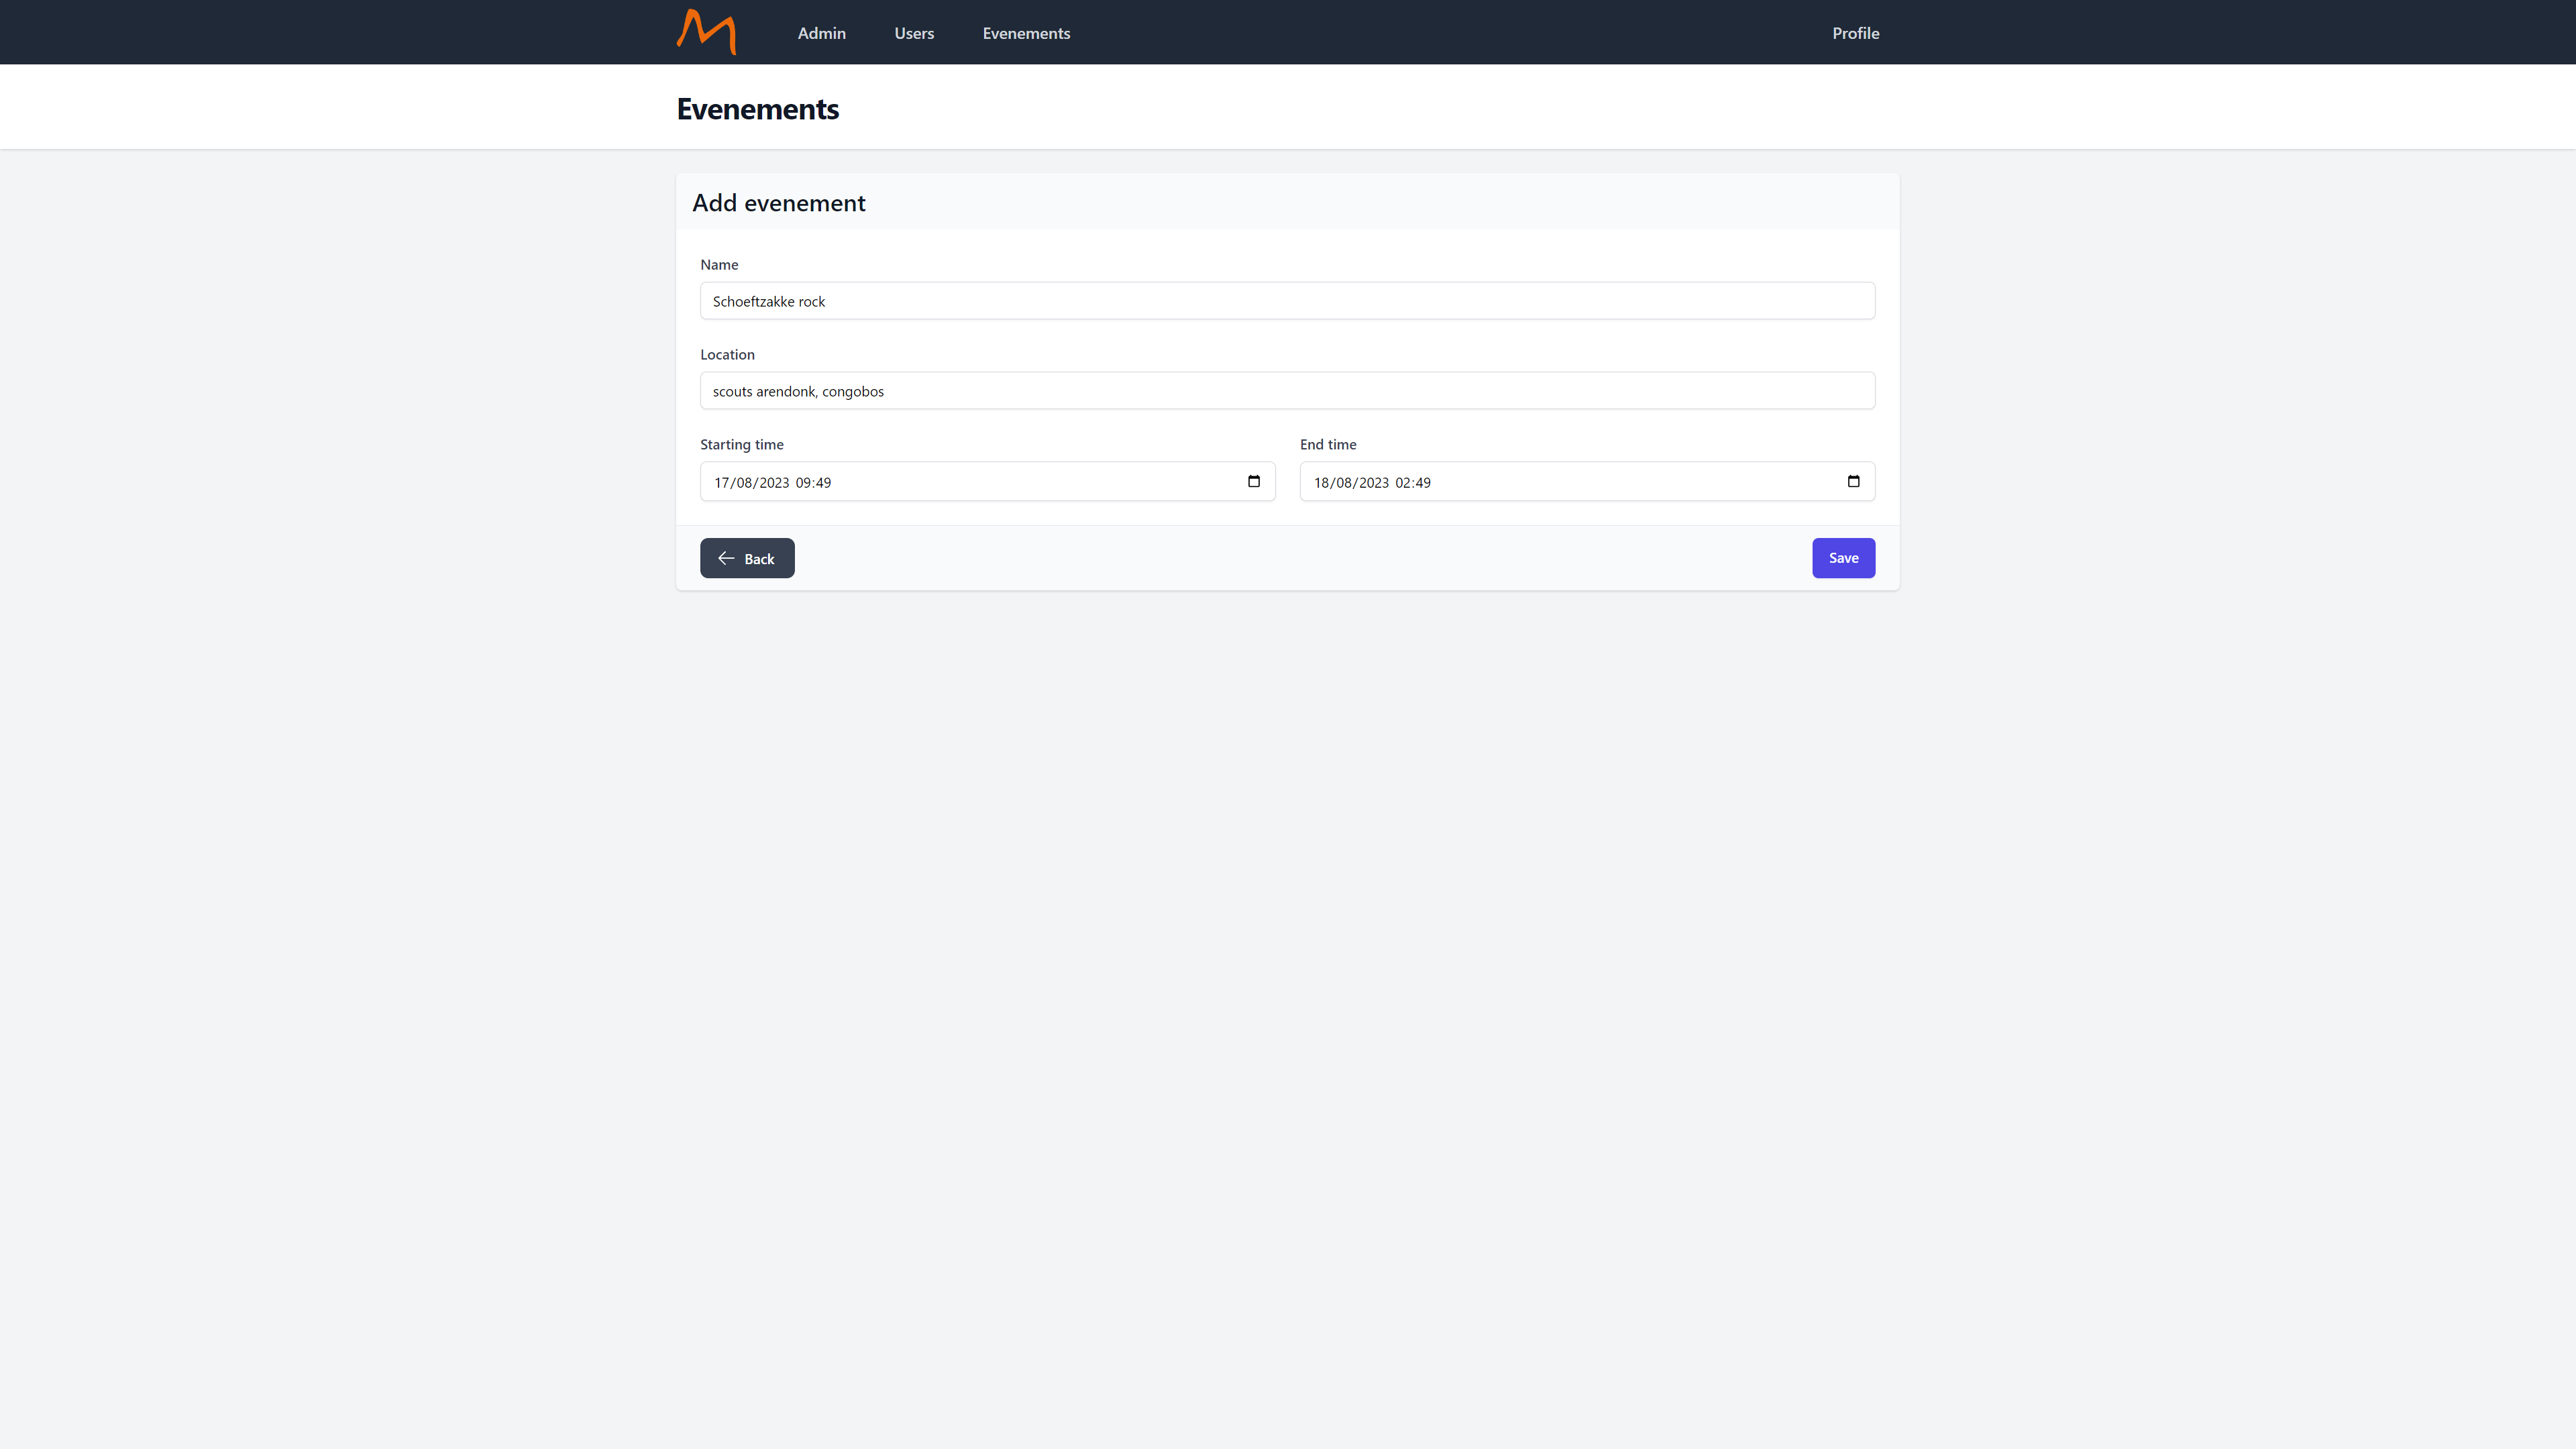 Admin Users Evenements Profile
Evenements
Add evenement
Name
Schoeftzakke rock
Location
scouts arendonk, congobos
Starting time End time
17/08/2023 09:49 18/08/2023 02:49
Back Save